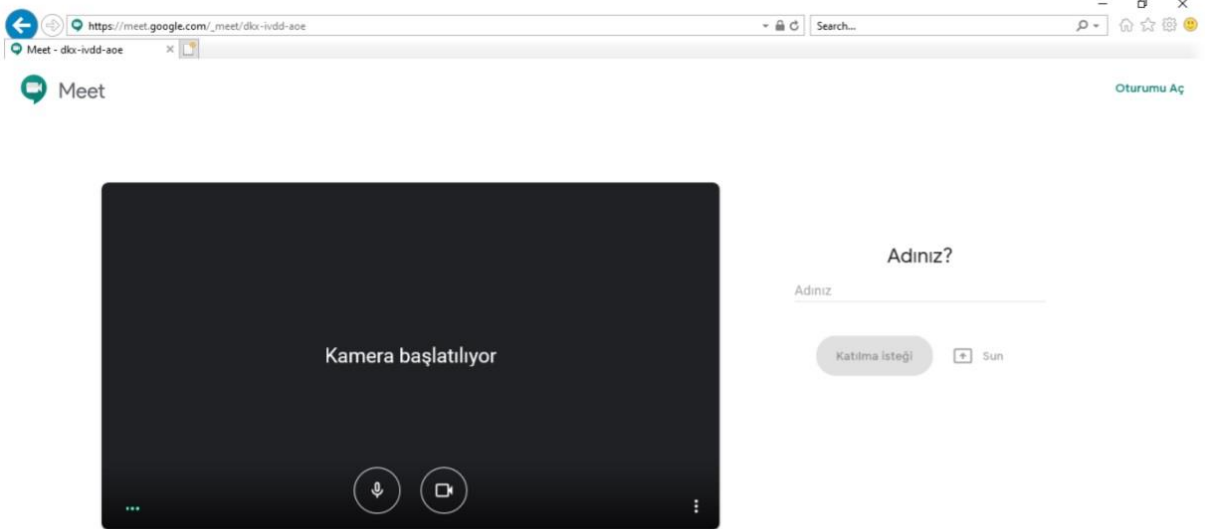 https://meet.google.com/_meet/dkx-ivdd-aoe
Search...
Meet - dkx-ivdd-aoe
Meet
Oturumu Aç
Adınız?
Adınız
Kamera başlatılıyor
Katılma isteği
Sun